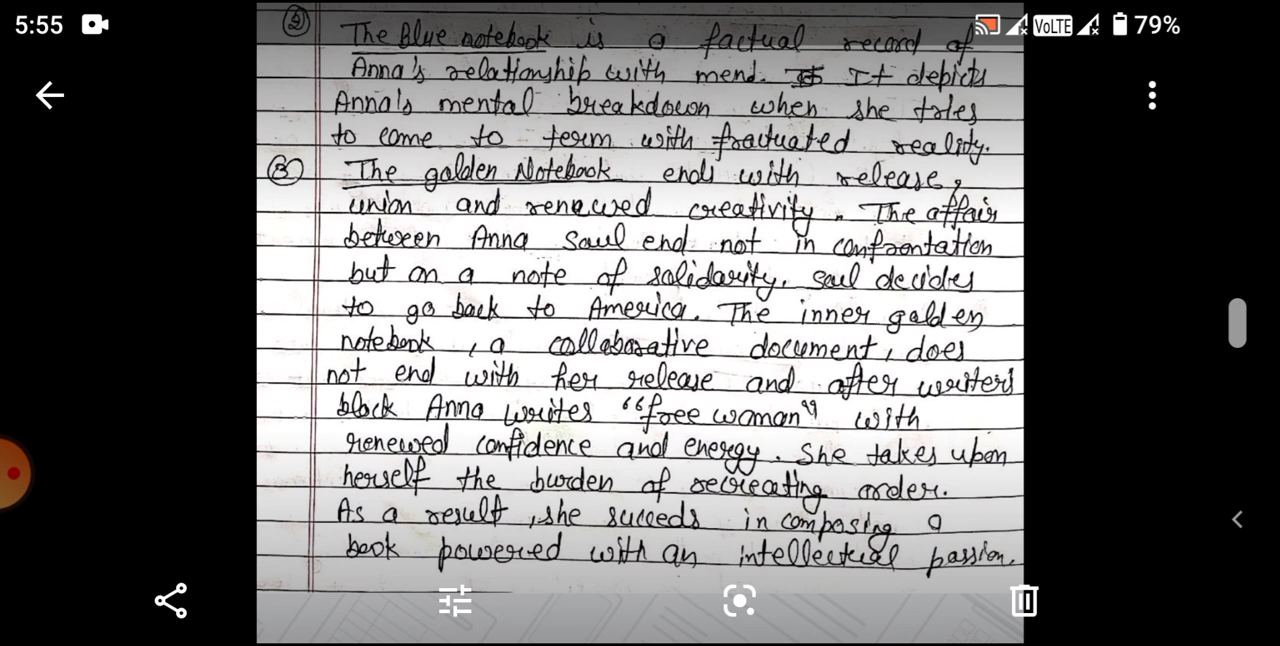 5:55
VoLTE
79%
② The Blue notebook is a factual record of
Anna's relationship with mend. It depicts
Anna's mental breakdown when she tries
to come to term with fractuated reality.
③ The golden Notebook ends with release,
union and renewed creativity. The affair
between Anna Saul end not in confrontation
but on a note of solidarity. Saul decides
to go back to America. The inner golden
notebook, a collaborative document, does
not end with her release and after writer's
block Anna writes “free woman” with
renewed confidence and energy. She takes upon
herself the burden of recreating order.
As a result, she succeds in composing a
book powered with an intellectual passion.